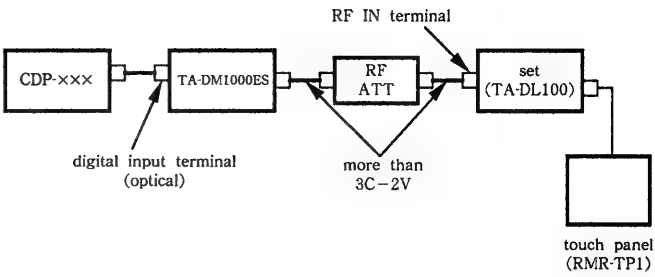 RF IN terminal
CDP-×××
TA-DM1000ES
RF
ATT
set
(TA-DL100)
digital input terminal
(optical)
more than
3C-2V
touch panel
(RMR-TP1)